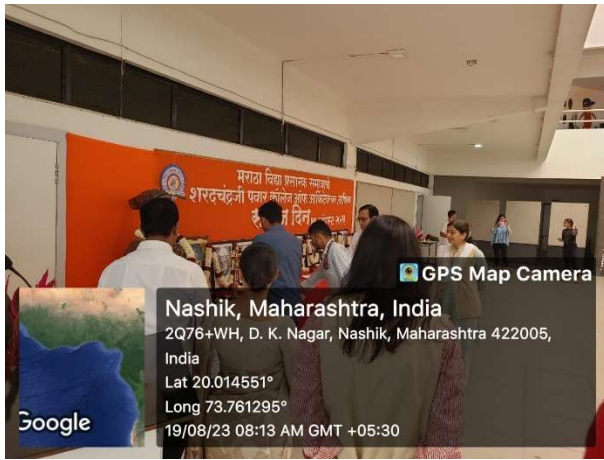 मराठा विद्या प्रसारक समाजाचे
शरदचंद्रजी पवार कॉलेज ऑफ आर्किटेक्चर, नाशिक
दिन
GPS Map Camera
Nashik, Maharashtra, India
2Q76+WH, D. K. Nagar, Nashik, Maharashtra 422005,
India
Lat 20.014551°
Long 73.761295°
19/08/23 08:13 AM GMT +05:30
Google